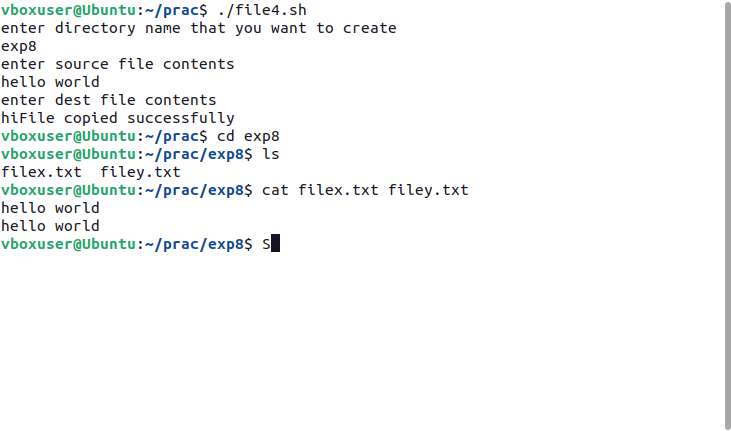 vboxuser@Ubuntu:~/prac$ ./file4.sh
enter directory name that you want to create
exp8
enter source file contents
hello world
enter dest file contents
hiFile copied successfully
vboxuser@Ubuntu:~/prac$ cd exp8
vboxuser@Ubuntu:~/prac/exp8$ ls
filex.txt  filey.txt
vboxuser@Ubuntu:~/prac/exp8$ cat filex.txt filey.txt
hello world
hello world
vboxuser@Ubuntu:~/prac/exp8$ S